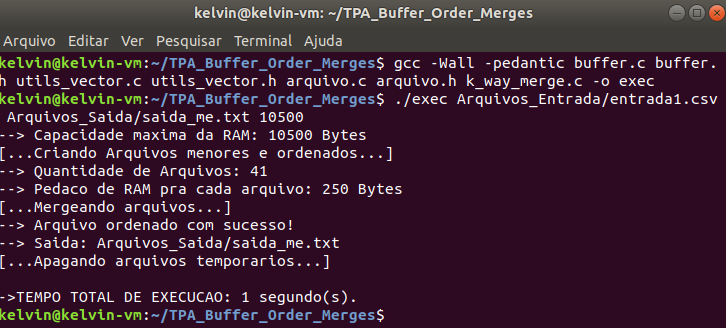 kelvin@kelvin-vm: ~/TPA_Buffer_Order_Merges
Arquivo Editar Ver Pesquisar Terminal Ajuda
kelvin@kelvin-vm:~/TPA_Buffer_Order_Merges$ gcc -Wall -pedantic buffer.c buffer.
h utils_vector.c utils_vector.h arquivo.c arquivo.h k_way_merge.c -o exec
kelvin@kelvin-vm:~/TPA_Buffer_Order_Merges$ ./exec Arquivos_Entrada/entrada1.csv
 Arquivos_Saida/saida_me.txt 10500
--> Capacidade maxima da RAM: 10500 Bytes
[...Criando Arquivos menores e ordenados...]
--> Quantidade de Arquivos: 41
--> Pedaco de RAM pra cada arquivo: 250 Bytes
[...Mergeando arquivos...]
--> Arquivo ordenado com sucesso!
--> Saida: Arquivos_Saida/saida_me.txt
[...Apagando arquivos temporarios...]
->TEMPO TOTAL DE EXECUCAO: 1 segundo(s).
kelvin@kelvin-vm:~/TPA_Buffer_Order_Merges$